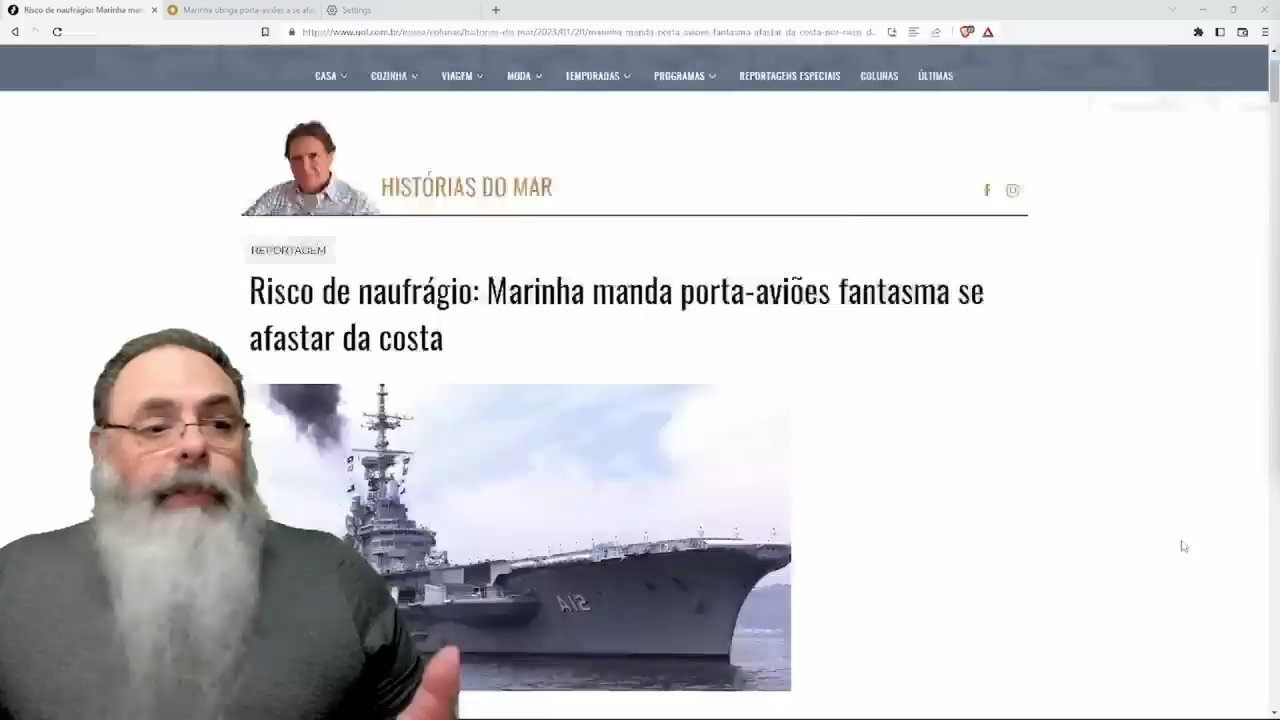 Risco de naufrágio: Marinha man
Marinha obriga porta-aviões a se afa
Settings
https://www.uol.com.br/nossa/colunas/historias-do-mar/2023/01/20/marinha-manda-porta-avioes-fantasma-afastar-da-costa-por-risco-d...
CASA COZINHA VIAGEM MODA TEMPORADAS PROGRAMAS REPORTAGENS ESPECIAIS COLUNAS ÚLTIMAS
HISTÓRIAS DO MAR
REPORTAGEM
Risco de naufrágio: Marinha manda porta-aviões fantasma se
afastar da costa
A12